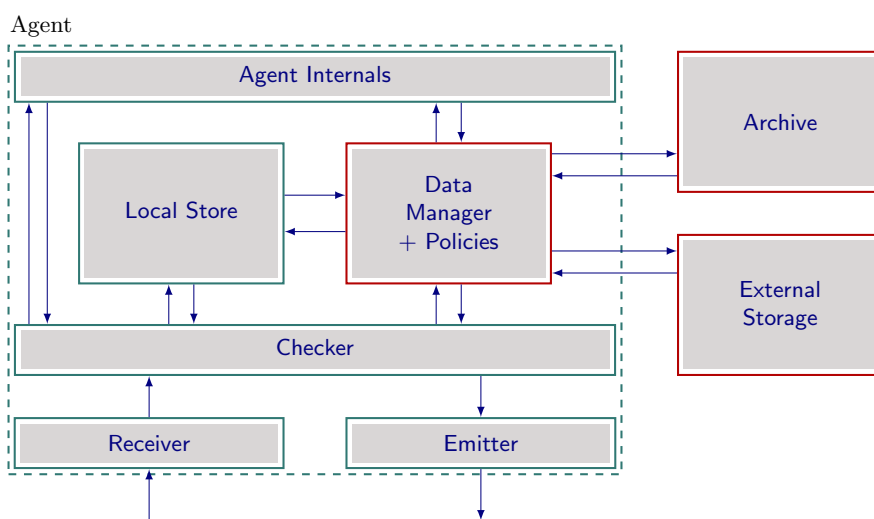 Agent
Agent Internals
Archive
Local Store
Data
Manager
+ Policies
External
Storage
Checker
Receiver
Emitter